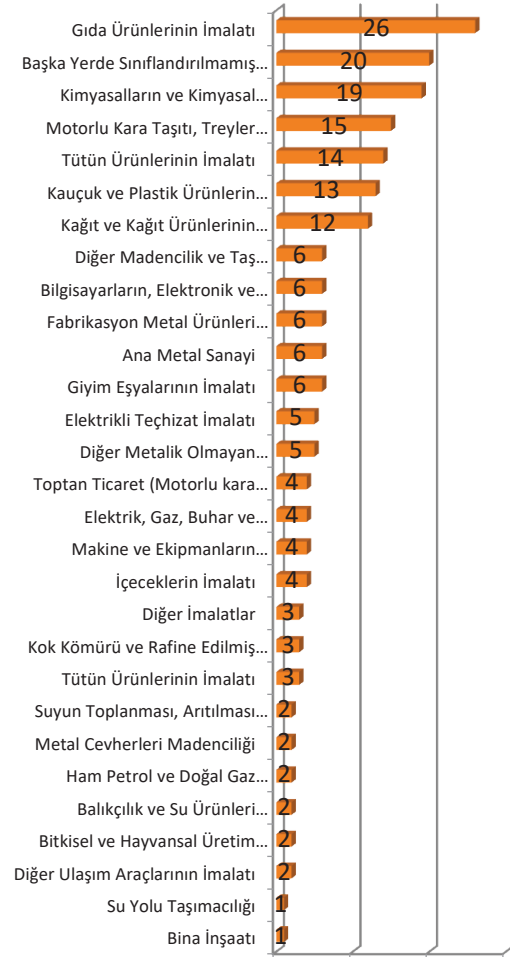 Gıda Ürünlerinin İmalatı 26
Başka Yerde Sınıflandırılmamış... 20
Kimyasalların ve Kimyasal... 19
Motorlu Kara Taşıtı, Treyler... 15
Tütün Ürünlerinin İmalatı 14
Kauçuk ve Plastik Ürünlerin... 13
Kağıt ve Kağıt Ürünlerinin... 12
Diğer Madencilik ve Taş... 6
Bilgisayarların, Elektronik ve... 6
Fabrikasyon Metal Ürünleri... 6
Ana Metal Sanayi 6
Giyim Eşyalarının İmalatı 6
Elektrikli Teçhizat İmalatı 5
Diğer Metalik Olmayan... 5
Toptan Ticaret (Motorlu kara... 4
Elektrik, Gaz, Buhar ve... 4
Makine ve Ekipmanların... 4
İçeceklerin İmalatı 4
Diğer İmalatlar 3
Kok Kömürü ve Rafine Edilmiş... 3
Tütün Ürünlerinin İmalatı 3
Suyun Toplanması, Arıtılması... 2
Metal Cevherleri Madenciliği 2
Ham Petrol ve Doğal Gaz... 2
Balıkçılık ve Su Ürünleri... 2
Bitkisel ve Hayvansal Üretim... 2
Diğer Ulaşım Araçlarının İmalatı 2
Su Yolu Taşımacılığı 1
Bina İnşaatı 1